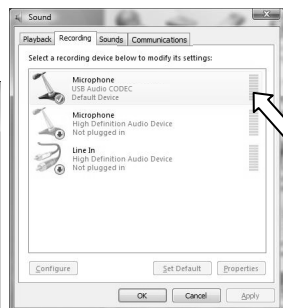 Sound
Playback Recording Sounds Communications
Select a recording device below to modify its settings:
Microphone
USB Audio CODEC
Default Device
Microphone
High Definition Audio Device
Not plugged in
Line In
High Definition Audio Device
Not plugged in
Configure Set Default Properties
OK Cancel Apply